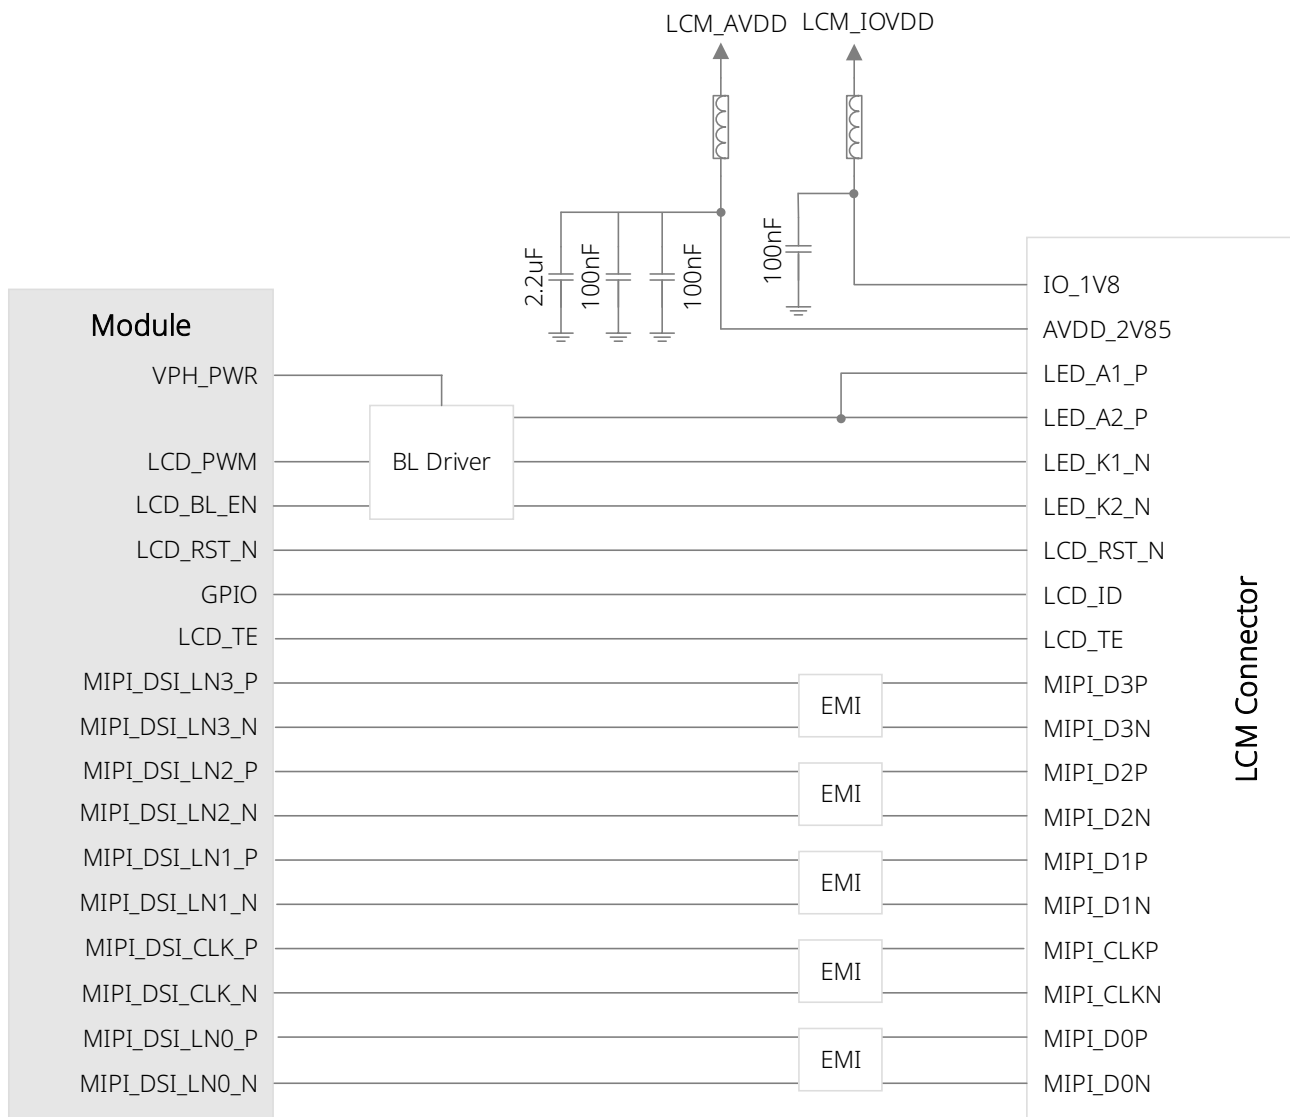 LCM_AVDD LCM_IOVDD
2.2uF
100nF
100nF
100nF
Module
VPH_PWR
LCD_PWM
LCD_BL_EN
LCD_RST_N
GPIO
LCD_TE
MIPI_DSI_LN3_P
MIPI_DSI_LN3_N
MIPI_DSI_LN2_P
MIPI_DSI_LN2_N
MIPI_DSI_LN1_P
MIPI_DSI_LN1_N
MIPI_DSI_CLK_P
MIPI_DSI_CLK_N
MIPI_DSI_LN0_P
MIPI_DSI_LN0_N
BL Driver
EMI
EMI
EMI
EMI
EMI
IO_1V8
AVDD_2V85
LED_A1_P
LED_A2_P
LED_K1_N
LED_K2_N
LCD_RST_N
LCD_ID
LCD_TE
MIPI_D3P
MIPI_D3N
MIPI_D2P
MIPI_D2N
MIPI_D1P
MIPI_D1N
MIPI_CLKP
MIPI_CLKN
MIPI_D0P
MIPI_D0N
LCM Connector